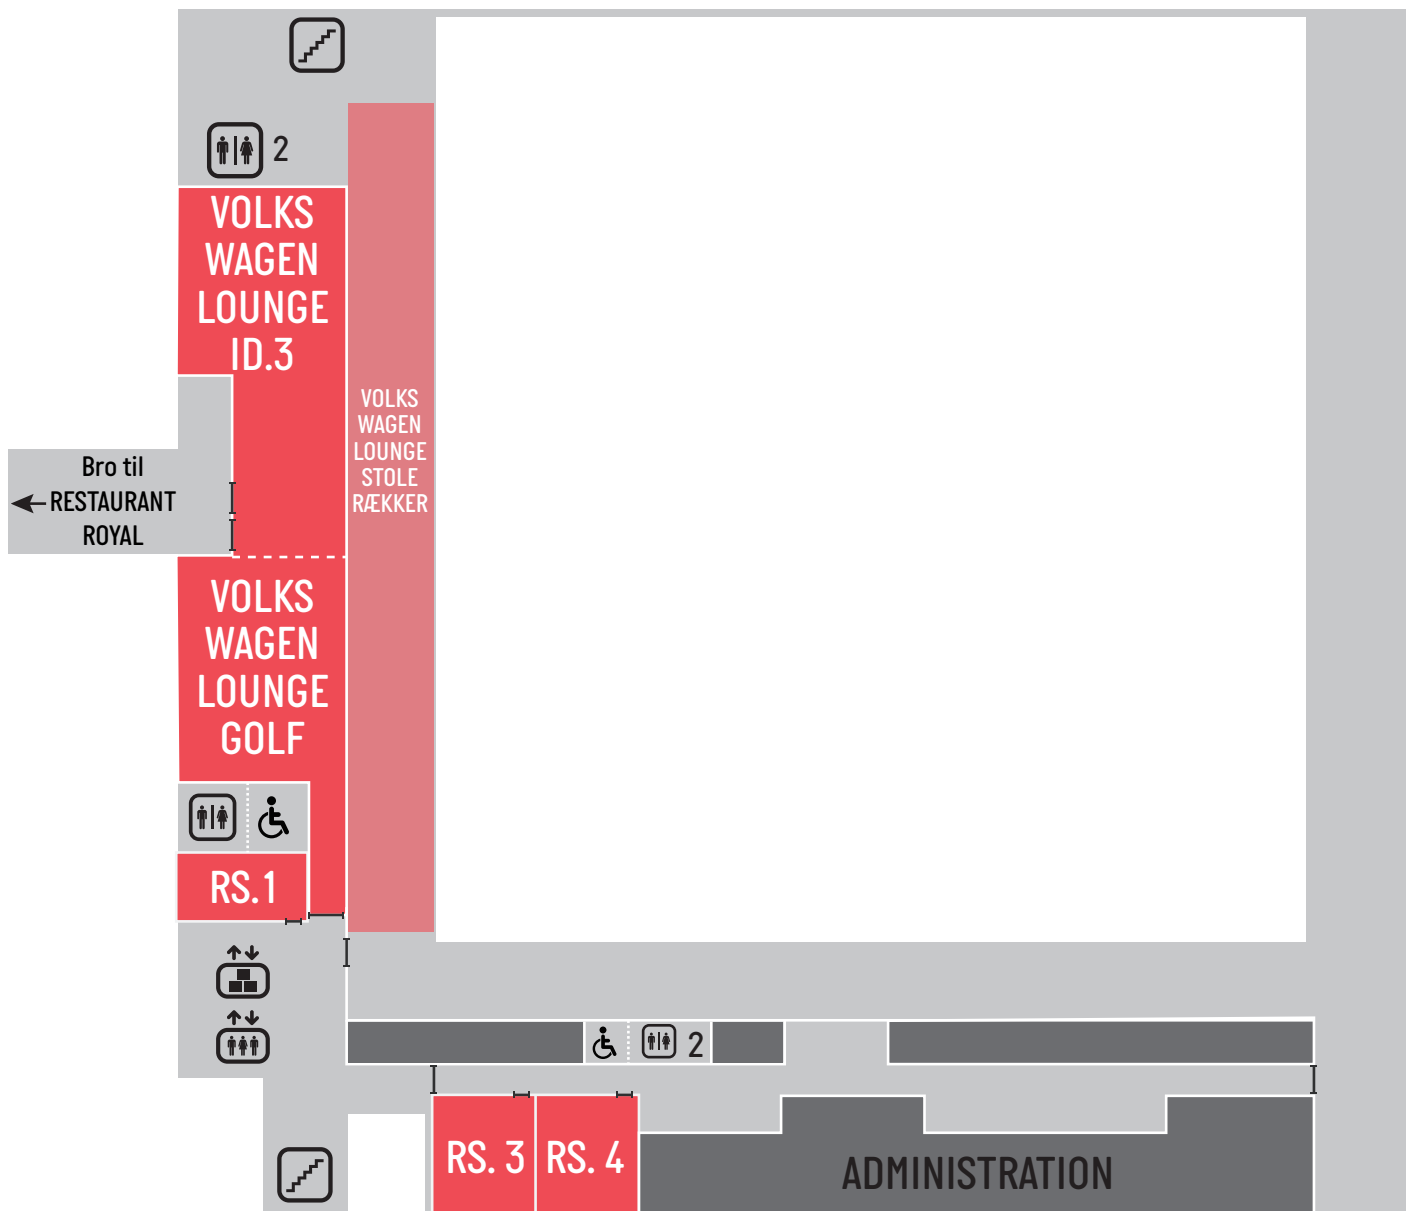 2
VOLKS
WAGEN
LOUNGE
ID.3
VOLKS
WAGEN
LOUNGE
STOLE
RÆKKER
Bro til
RESTAURANT
ROYAL
VOLKS
WAGEN
LOUNGE
GOLF
RS. 1
2
RS. 3
RS. 4
ADMINISTRATION